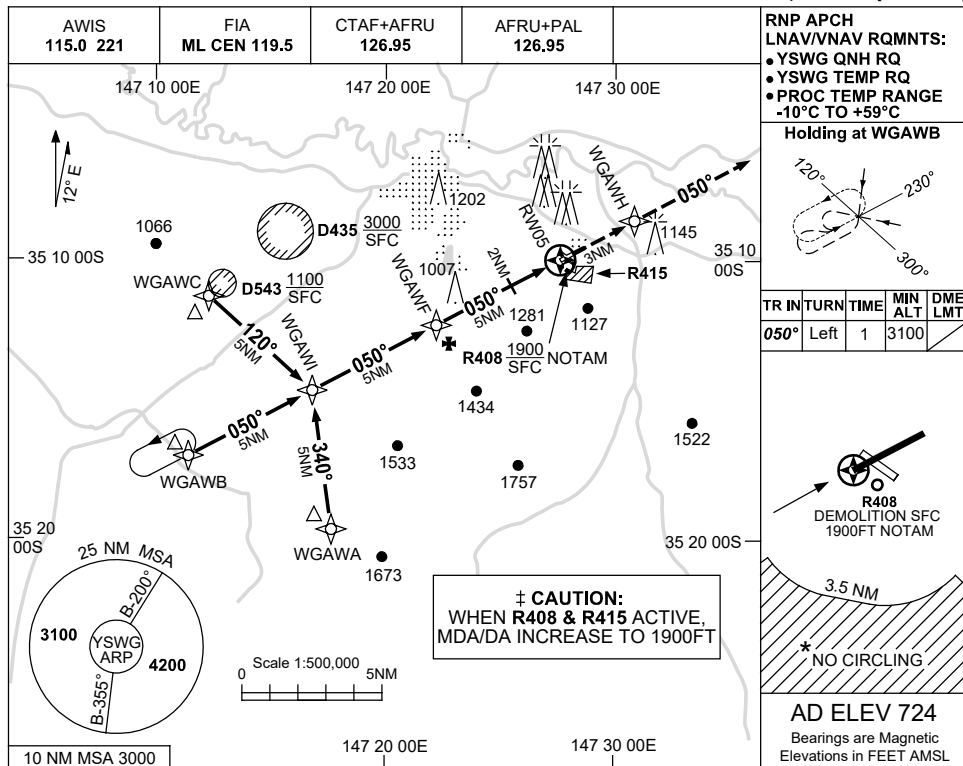 AWIS
115.0 221
FIA
ML CEN 119.5
CTAF+AFRU
126.95
AFRU+PAL
126.95
RNP APCH
LNAV/VNAV RQMNTS:
● YSWG QNH RQ
● YSWG TEMP RQ
● PROC TEMP RANGE
-10°C TO +59°C
147 10 00E
147 20 00E
147 30 00E
12° E
1066
D435 3000
SFC
1202
WGAWH
050°
1145
RW05
3NM
35 10 00S
35 10
00S
WGAWC
D543 1100
SFC
1007
2NM
R415
WGAWF
050°
5NM
1281
1127
R408 1900
SFC NOTAM
120°
5NM
WGAWI
050°
5NM
1434
050°
5NM
340°
5NM
1533
1757
1522
WGAWB
WGAWA
1673
35 20
00S
35 20 00S
25 NM MSA
B-200°
3100
YSWG
ARP
4200
B-355°
10 NM MSA 3000
Scale 1:500,000
0
5NM
‡ CAUTION:
WHEN R408 & R415 ACTIVE,
MDA/DA INCREASE TO 1900FT
147 20 00E
147 30 00E
Holding at WGAWB
120°
230°
300°
TR IN TURN TIME MIN ALT DME LMT
050° Left 1 3100
R408
DEMOLITION SFC
1900FT NOTAM
3.5 NM
* NO CIRCLING
AD ELEV 724
Bearings are Magnetic
Elevations in FEET AMSL